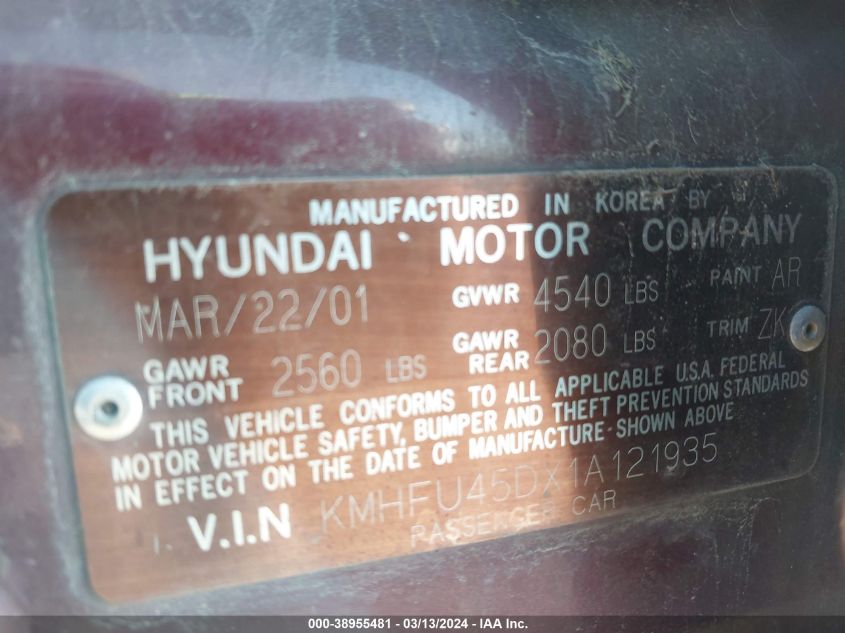 MANUFACTURED IN KOREA BY
HYUNDAI MOTOR COMPANY
MAR/22/01 GVWR 4540 LBS PAINT AR
GAWR FRONT 2560 LBS GAWR REAR 2080 LBS TRIM ZK
THIS VEHICLE CONFORMS TO ALL APPLICABLE U.S.A. FEDERAL
MOTOR VEHICLE SAFETY, BUMPER AND THEFT PREVENTION STANDARDS
IN EFFECT ON THE DATE OF MANUFACTURE SHOWN ABOVE
V.I.N KMHFU45DX1A121935
PASSENGER CAR
000-38955481 - 03/13/2024 - IAA Inc.